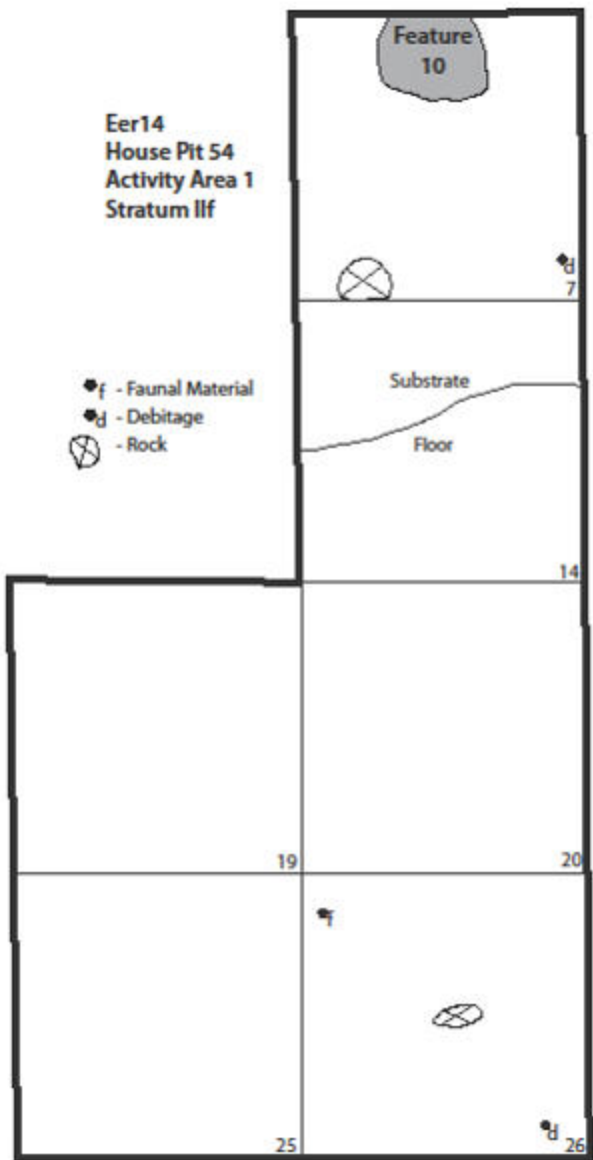 Feature
10
Eer14
House Pit 54
Activity Area 1
Stratum IIf
d
7
f - Faunal Material
d - Debitage
- Rock
Substrate
Floor
14
19
20
f
d
25
26